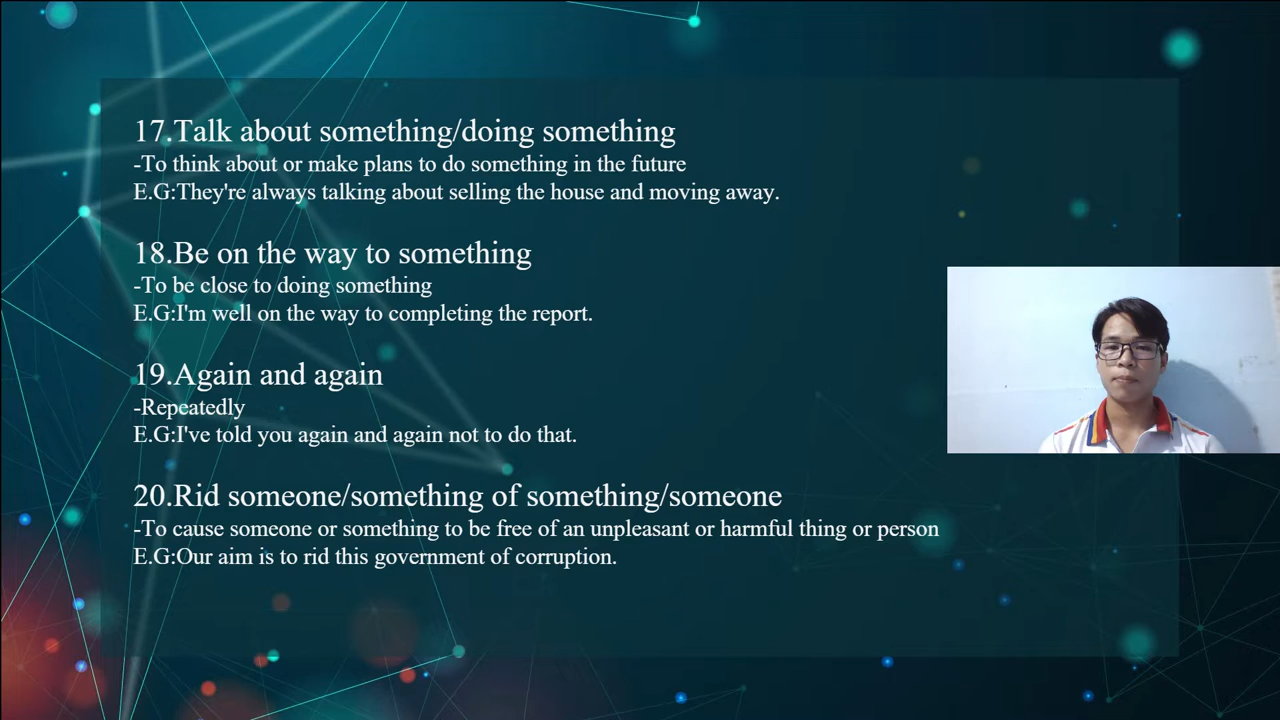 17.Talk about something/doing something
-To think about or make plans to do something in the future
E.G:They're always talking about selling the house and moving away.
18.Be on the way to something
-To be close to doing something
E.G:I'm well on the way to completing the report.
19.Again and again
-Repeatedly
E.G:I've told you again and again not to do that.
20.Rid someone/something of something/someone
-To cause someone or something to be free of an unpleasant or harmful thing or person
E.G:Our aim is to rid this government of corruption.